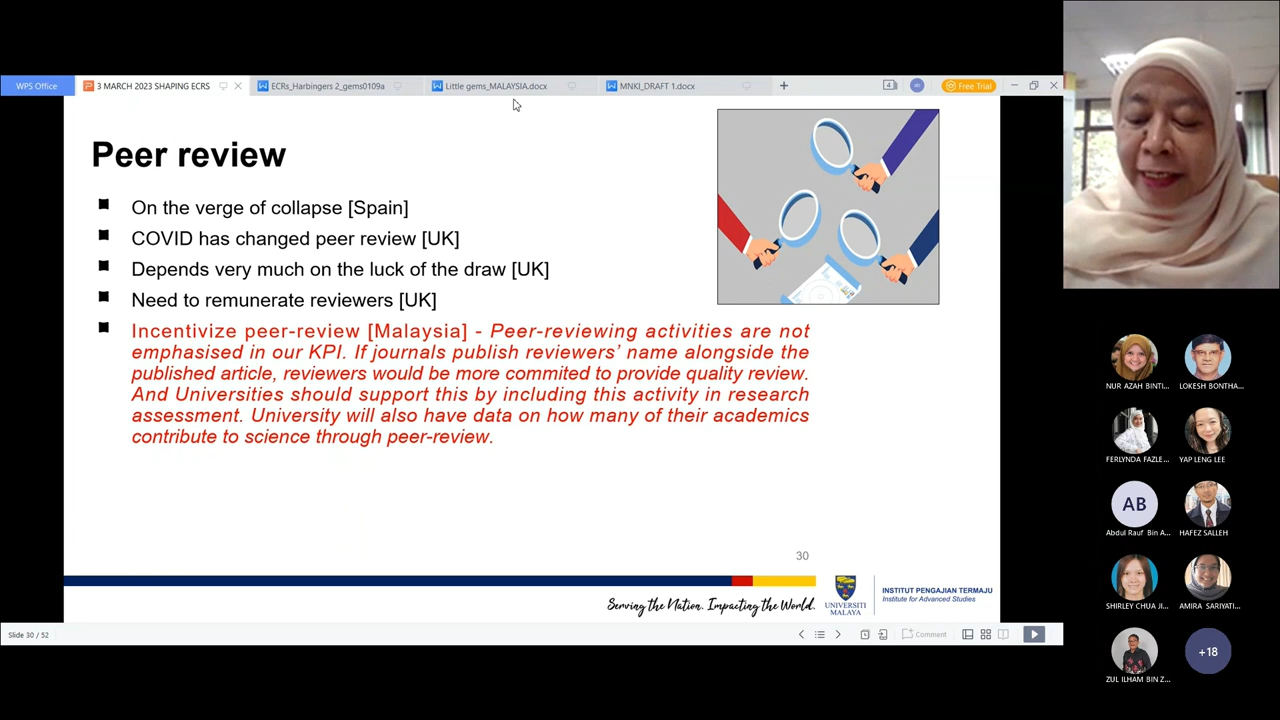 WPS Office
3 MARCH 2023 SHAPING ECRS
ECRs_Harbingers 2_gems0109a
Little gems_MALAYSIA.docx
MNKI_DRAFT 1.docx
Free Trial
Peer review
On the verge of collapse [Spain]
COVID has changed peer review [UK]
Depends very much on the luck of the draw [UK]
Need to remunerate reviewers [UK]
Incentivize peer-review [Malaysia] - Peer-reviewing activities are not
emphasised in our KPI. If journals publish reviewers’ name alongside the
published article, reviewers would be more commited to provide quality review.
And Universities should support this by including this activity in research
assessment. University will also have data on how many of their academics
contribute to science through peer-review.
30
Serving the Nation. Impacting the World.
UNIVERSITI
MALAYA
INSTITUT PENGAJIAN TERMAJU
Institute for Advanced Studies
Slide 30 / 52
Comment
NUR AZAH BINTI...
LOKESH BONTHA...
FERLYNDA FAZLE...
YAP LENG LEE
AB
Abdul Rauf Bin A...
HAFEZ SALLEH
SHIRLEY CHUA JI...
AMIRA SARIYATI...
ZUL ILHAM BIN Z...
+18